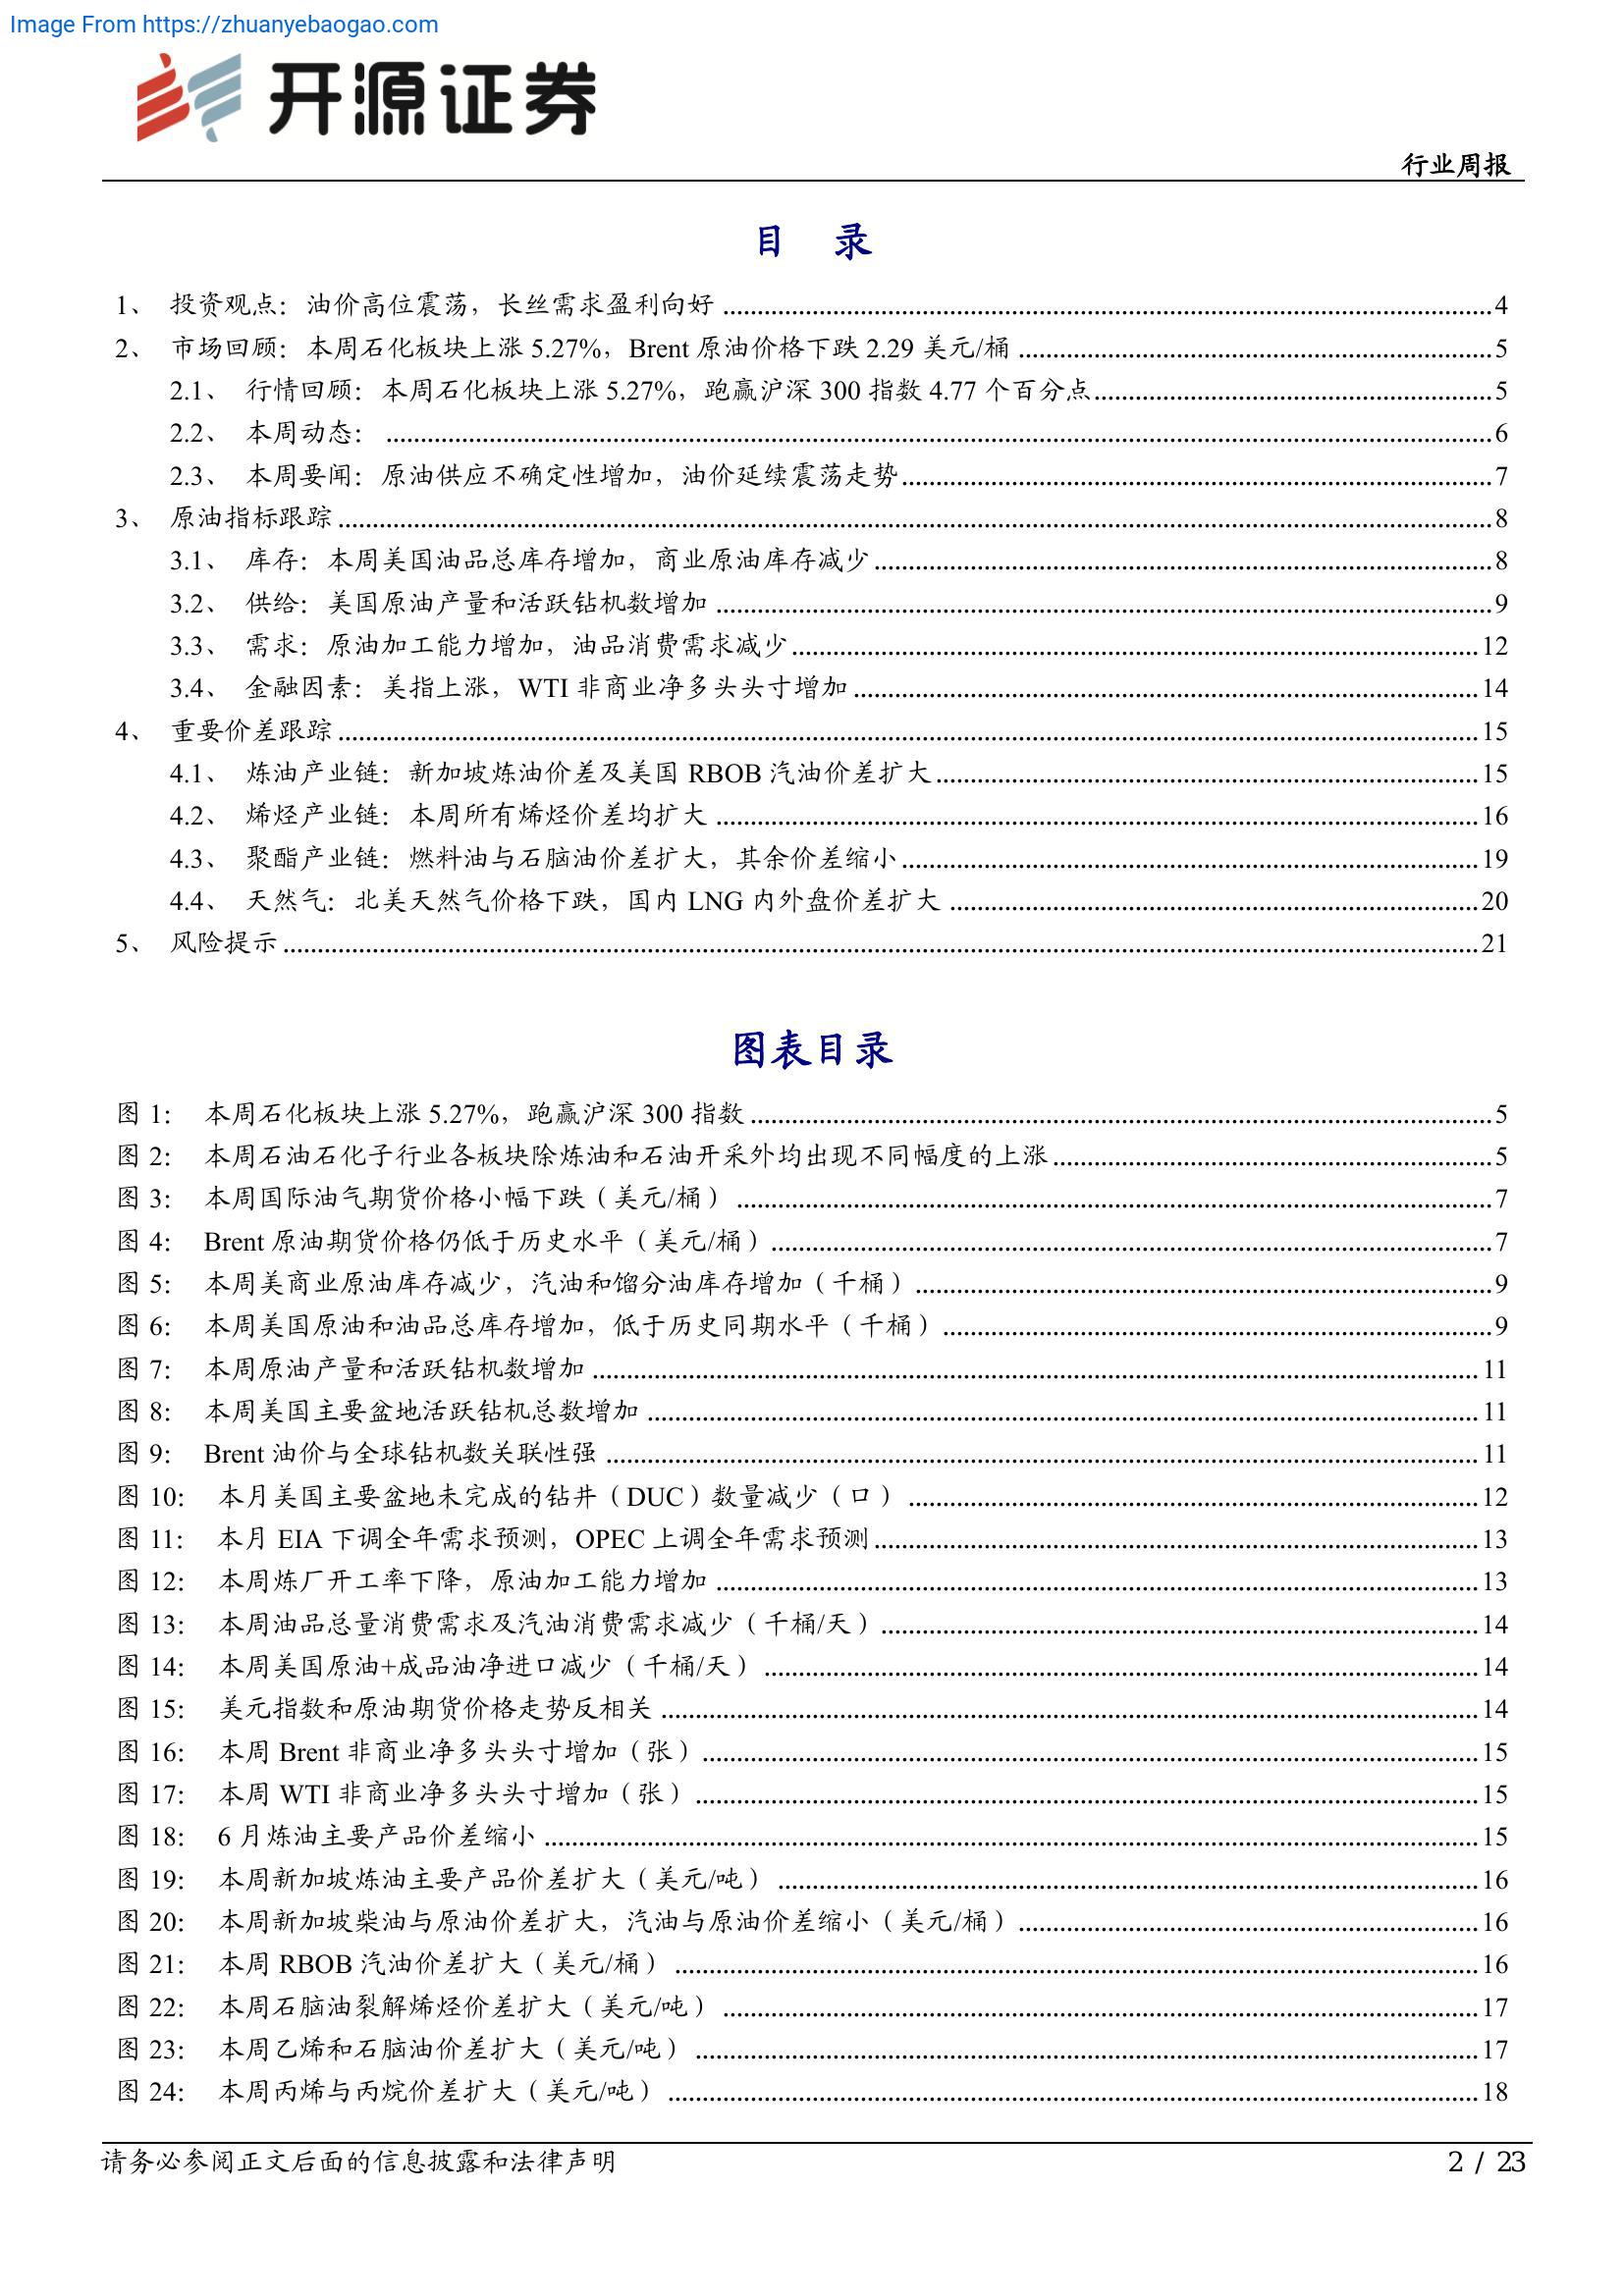 Image From https://zhuanyebaogao.com
开源证券
行业周报
目 录
1、 投资观点：油价高位震荡，长丝需求盈利向好 4
2、 市场回顾：本周石化板块上涨 5.27%，Brent 原油价格下跌 2.29 美元/桶 5
2.1、 行情回顾：本周石化板块上涨 5.27%，跑赢沪深 300 指数 4.77 个百分点 5
2.2、 本周动态： 6
2.3、 本周要闻：原油供应不确定性增加，油价延续震荡走势 7
3、 原油指标跟踪 8
3.1、 库存：本周美国油品总库存增加，商业原油库存减少 8
3.2、 供给：美国原油产量和活跃钻机数增加 9
3.3、 需求：原油加工能力增加，油品消费需求减少 12
3.4、 金融因素：美指上涨，WTI 非商业净多头头寸增加 14
4、 重要价差跟踪 15
4.1、 炼油产业链：新加坡炼油价差及美国 RBOB 汽油价差扩大 15
4.2、 烯烃产业链：本周所有烯烃价差均扩大 16
4.3、 聚酯产业链：燃料油与石脑油价差扩大，其余价差缩小 19
4.4、 天然气：北美天然气价格下跌，国内 LNG 内外盘价差扩大 20
5、 风险提示 21
图表目录
图 1： 本周石化板块上涨 5.27%，跑赢沪深 300 指数 5
图 2： 本周石油石化子行业各板块除炼油和石油开采外均出现不同幅度的上涨 5
图 3： 本周国际油气期货价格小幅下跌（美元/桶） 7
图 4： Brent 原油期货价格仍低于历史水平（美元/桶） 7
图 5： 本周美商业原油库存减少，汽油和馏分油库存增加（千桶） 9
图 6： 本周美国原油和油品总库存增加，低于历史同期水平（千桶） 9
图 7： 本周原油产量和活跃钻机数增加 11
图 8： 本周美国主要盆地活跃钻机总数增加 11
图 9： Brent 油价与全球钻机数关联性强 11
图 10： 本月美国主要盆地未完成的钻井（DUC）数量减少（口） 12
图 11： 本月 EIA 下调全年需求预测，OPEC 上调全年需求预测 13
图 12： 本周炼厂开工率下降，原油加工能力增加 13
图 13： 本周油品总量消费需求及汽油消费需求减少（千桶/天） 14
图 14： 本周美国原油+成品油净进口减少（千桶/天） 14
图 15： 美元指数和原油期货价格走势反相关 14
图 16： 本周 Brent 非商业净多头头寸增加（张） 15
图 17： 本周 WTI 非商业净多头头寸增加（张） 15
图 18： 6 月炼油主要产品价差缩小 15
图 19： 本周新加坡炼油主要产品价差扩大（美元/吨） 16
图 20： 本周新加坡柴油与原油价差扩大，汽油与原油价差缩小（美元/桶） 16
图 21： 本周 RBOB 汽油价差扩大（美元/桶） 16
图 22： 本周石脑油裂解烯烃价差扩大（美元/吨） 17
图 23： 本周乙烯和石脑油价差扩大（美元/吨） 17
图 24： 本周丙烯与丙烷价差扩大（美元/吨） 18
请务必参阅正文后面的信息披露和法律声明
2 / 23